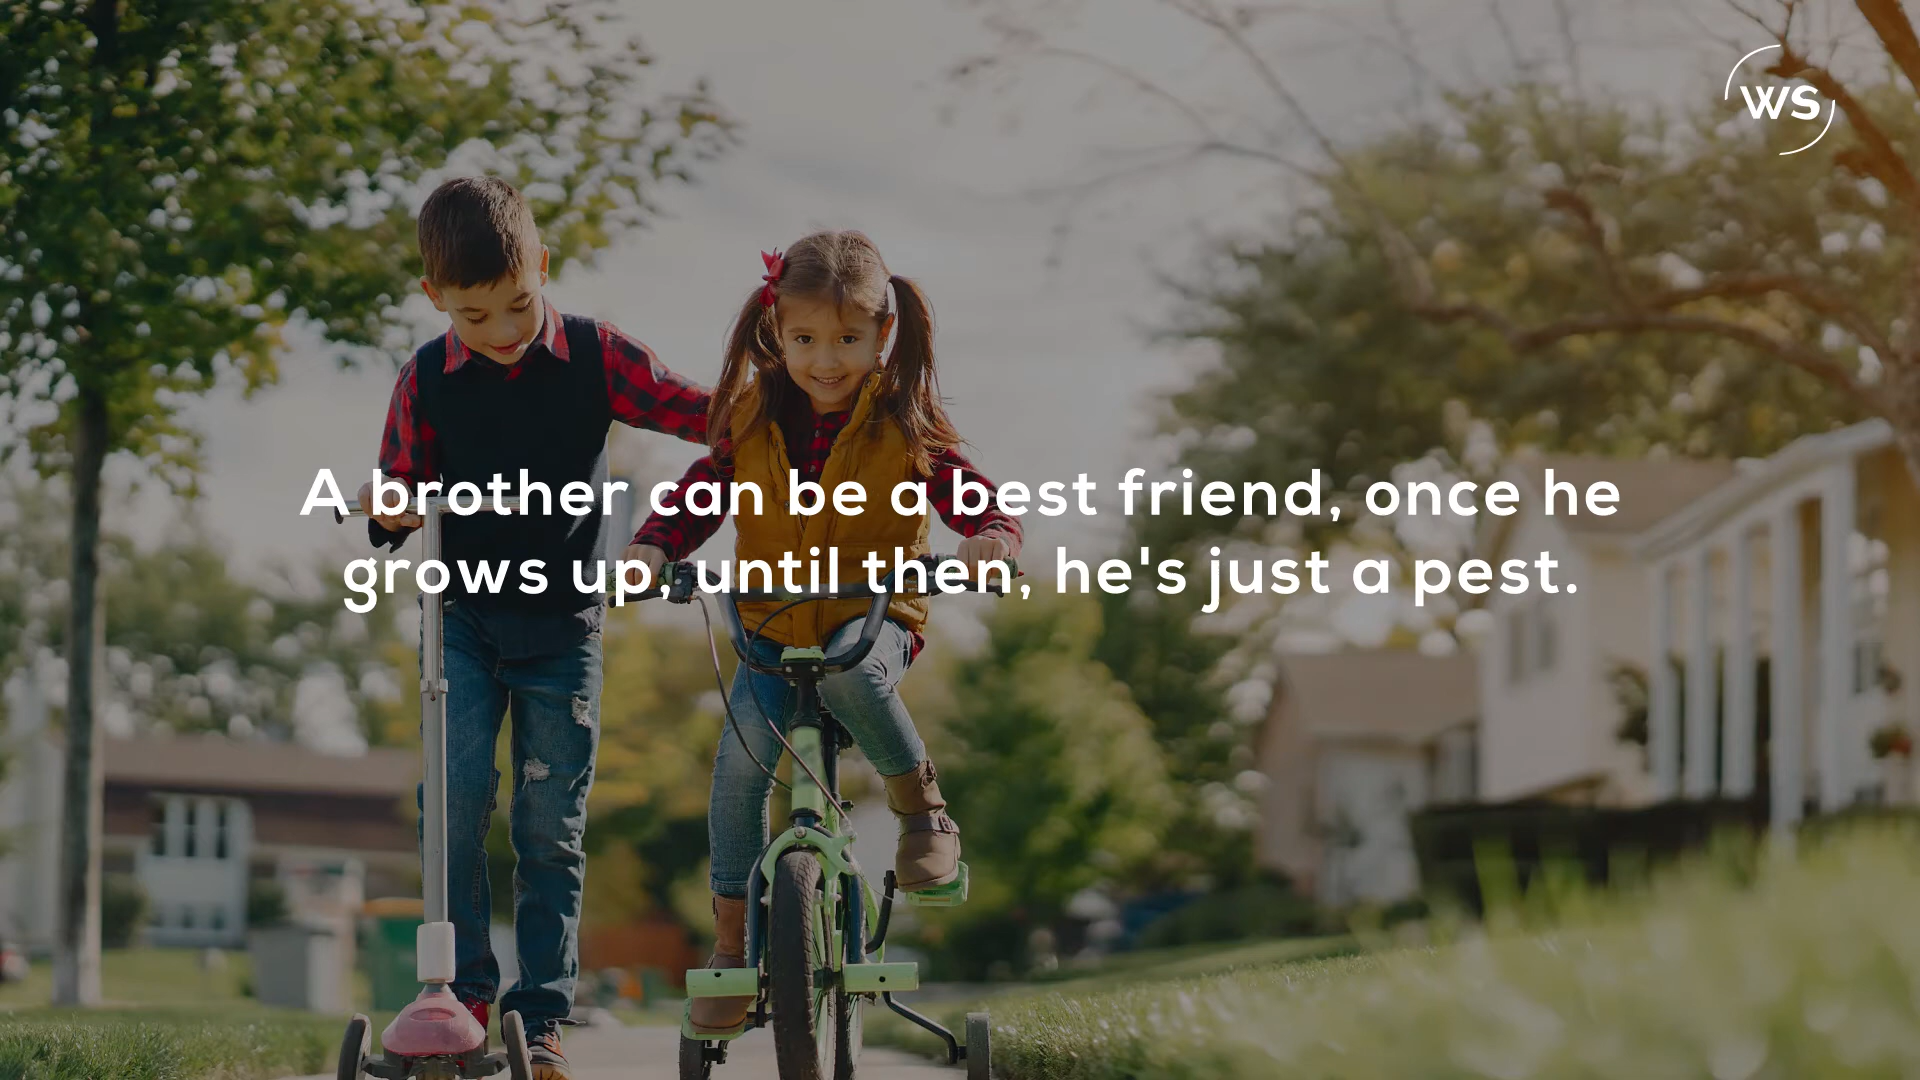 WS
A brother can be a best friend, once he
grows up, until then, he's just a pest.